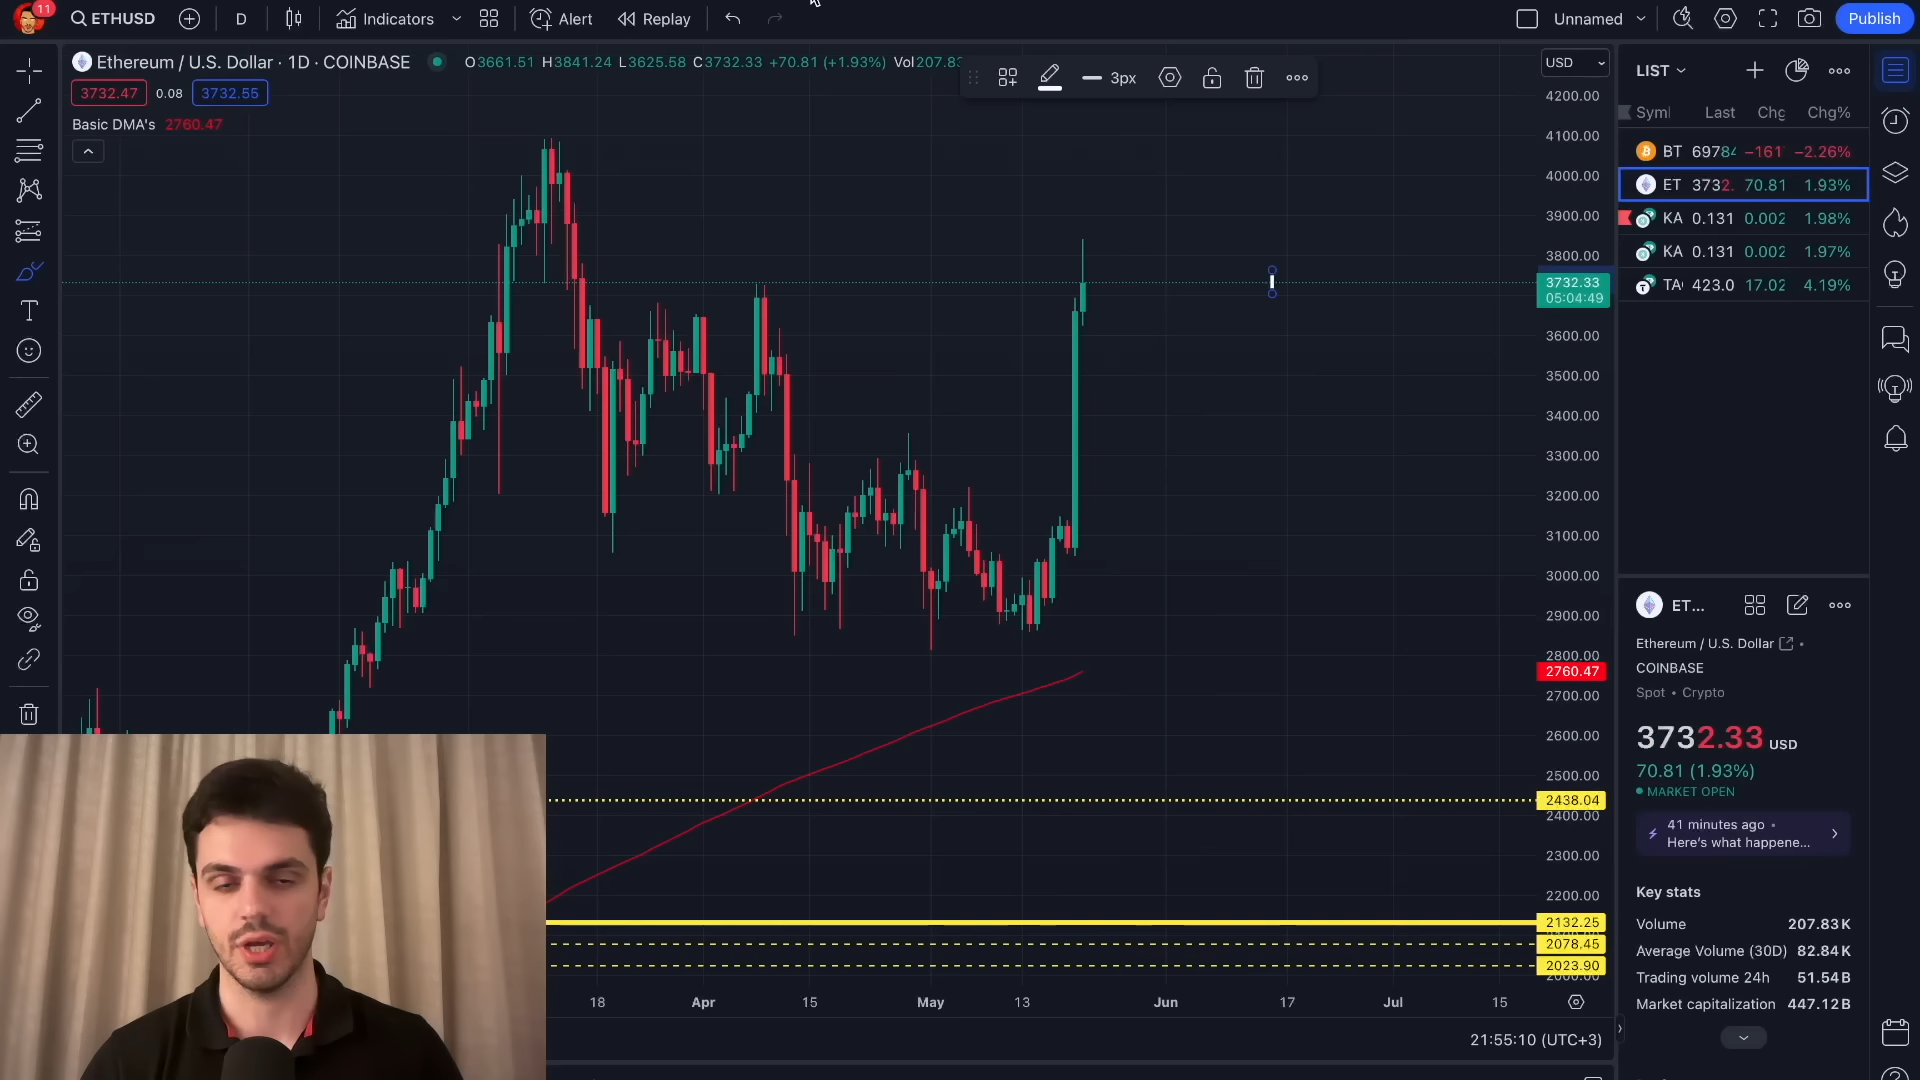 11
ETHUSD
D
Indicators
Alert
Replay
Unnamed
Publish
Ethereum / U.S. Dollar · 1D · COINBASE
O3661.51 H3841.24 L3625.58 C3732.33 +70.81 (+1.93%) Vol207.83
3px
USD
3732.47
0.08
3732.55
Basic DMA's 2760.47
4200.00
4100.00
4000.00
3900.00
3800.00
3732.33
05:04:49
3600.00
3500.00
3400.00
3300.00
3200.00
3100.00
3000.00
2900.00
2800.00
2760.47
2700.00
2600.00
2500.00
2438.04
2400.00
2300.00
2200.00
2132.25
2078.45
2023.90
18 Apr 15 May 13 Jun 17 Jul 15
21:55:10 (UTC+3)
LIST
Symb Last Chg Chg%
BT 69784 −161 −2.26%
ET 3732. 70.81 1.93%
KA 0.131 0.002 1.98%
KA 0.131 0.002 1.97%
TA 423.0 17.02 4.19%
ET...
Ethereum / U.S. Dollar
COINBASE
Spot • Crypto
3732.33 USD
70.81 (1.93%)
MARKET OPEN
41 minutes ago •
Here's what happene...
Key stats
Volume 207.83K
Average Volume (30D) 82.84K
Trading volume 24h 51.54B
Market capitalization 447.12B